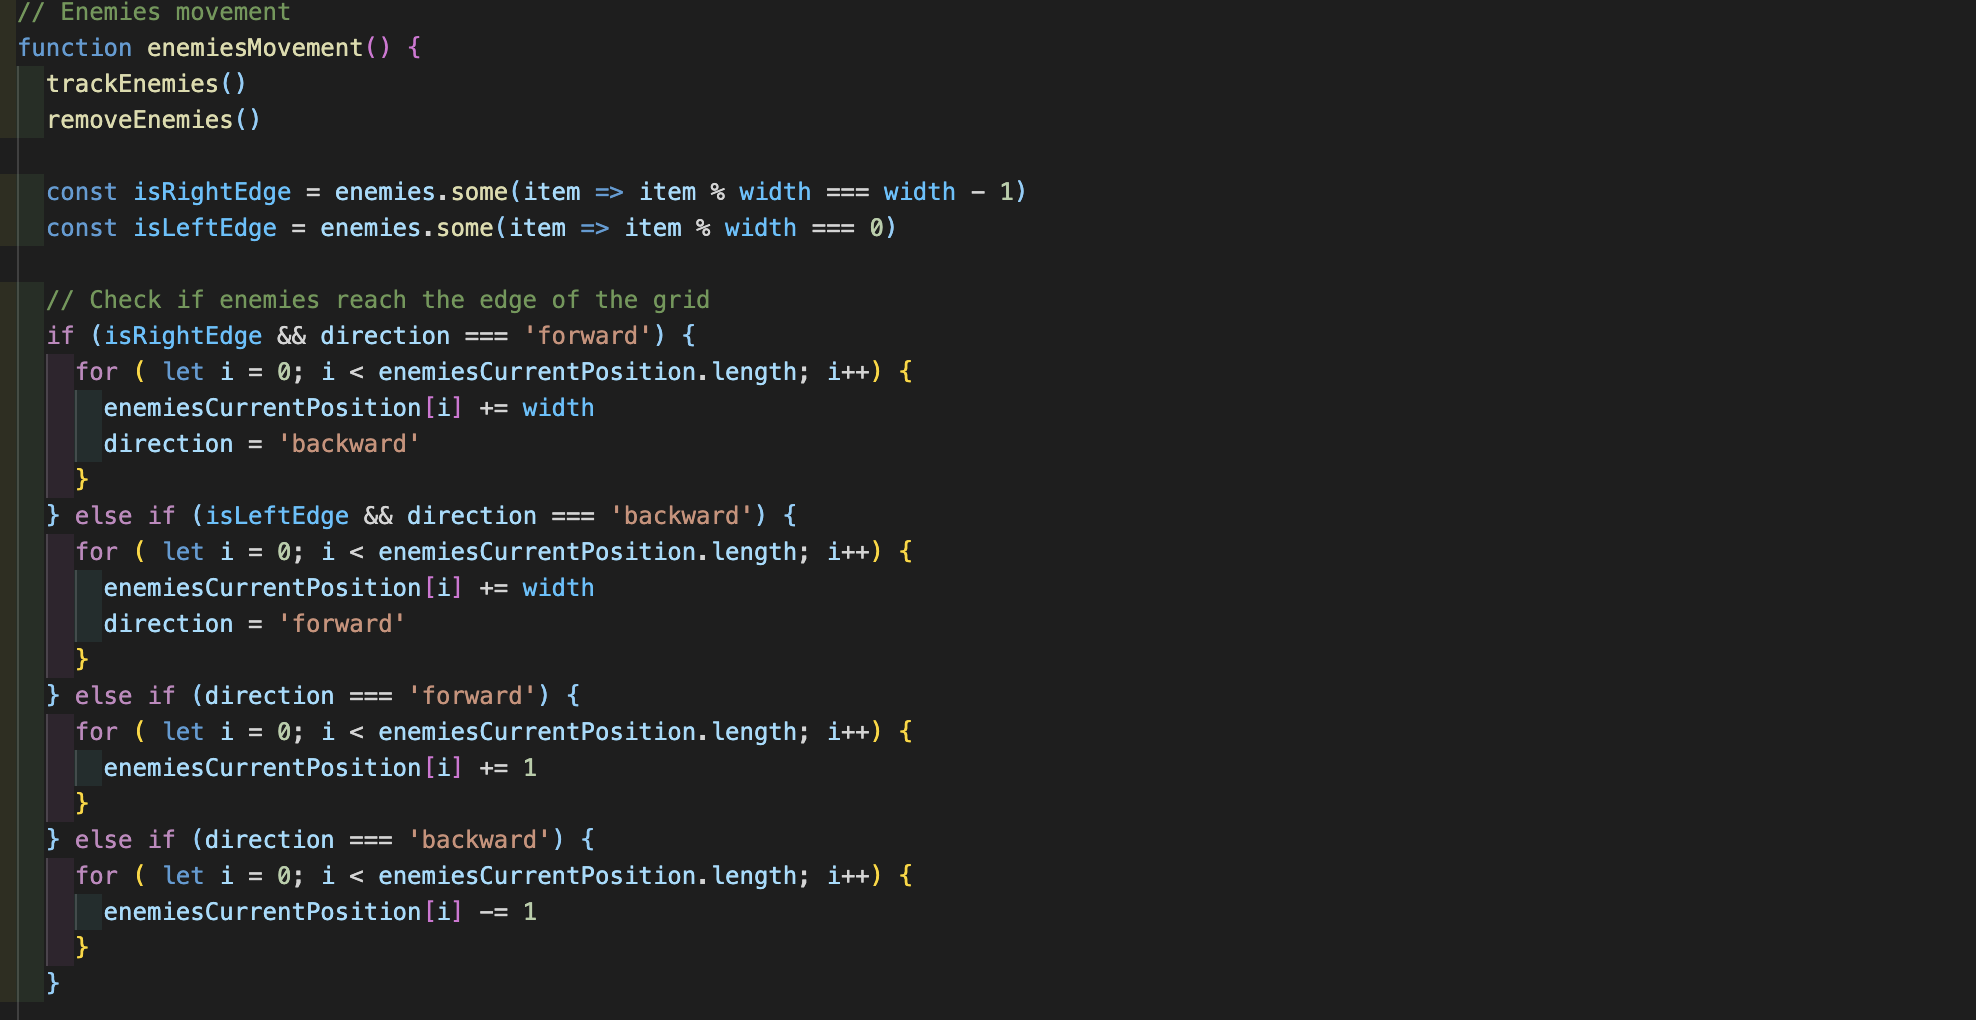 // Enemies movement
function enemiesMovement() {
  trackEnemies()
  removeEnemies()

  const isRightEdge = enemies.some(item => item % width === width - 1)
  const isLeftEdge = enemies.some(item => item % width === 0)

  // Check if enemies reach the edge of the grid
  if (isRightEdge && direction === 'forward') {
    for ( let i = 0; i < enemiesCurrentPosition.length; i++) {
      enemiesCurrentPosition[i] += width
      direction = 'backward'
    }
  } else if (isLeftEdge && direction === 'backward') {
    for ( let i = 0; i < enemiesCurrentPosition.length; i++) {
      enemiesCurrentPosition[i] += width
      direction = 'forward'
    }
  } else if (direction === 'forward') {
    for ( let i = 0; i < enemiesCurrentPosition.length; i++) {
      enemiesCurrentPosition[i] += 1
    }
  } else if (direction === 'backward') {
    for ( let i = 0; i < enemiesCurrentPosition.length; i++) {
      enemiesCurrentPosition[i] -= 1
    }
  }